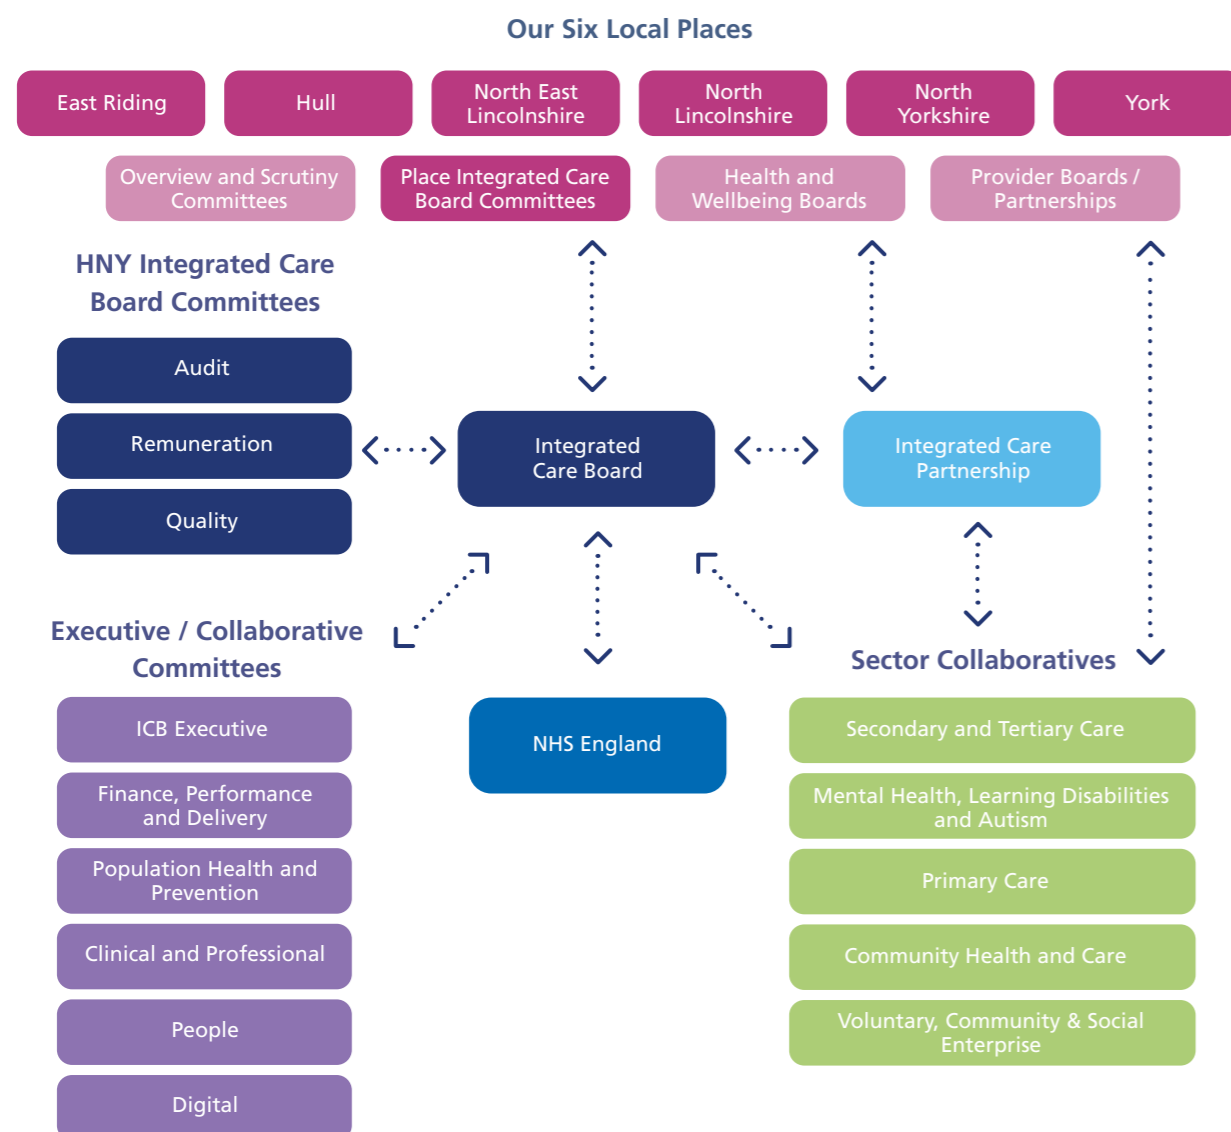 Our Six Local Places
East Riding
Hull
North East
Lincolnshire
North
Lincolnshire
North
Yorkshire
York
Overview and Scrutiny
Committees
Place Integrated Care
Board Committees
Health and
Wellbeing Boards
Provider Boards /
Partnerships
HNY Integrated Care
Board Committees
Audit
Remuneration
Quality
Integrated
Care Board
Integrated Care
Partnership
Executive / Collaborative
Committees
ICB Executive
Finance, Performance
and Delivery
Population Health and
Prevention
Clinical and Professional
People
Digital
NHS England
Sector Collaboratives
Secondary and Tertiary Care
Mental Health, Learning Disabilities
and Autism
Primary Care
Community Health and Care
Voluntary, Community & Social
Enterprise